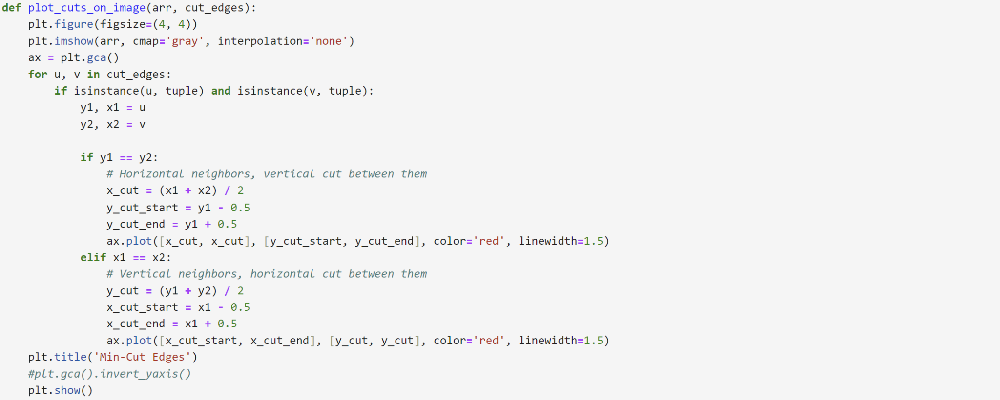 def plot_cuts_on_image(arr, cut_edges):
    plt.figure(figsize=(4, 4))
    plt.imshow(arr, cmap='gray', interpolation='none')
    ax = plt.gca()
    for u, v in cut_edges:
        if isinstance(u, tuple) and isinstance(v, tuple):
            y1, x1 = u
            y2, x2 = v

            if y1 == y2:
                # Horizontal neighbors, vertical cut between them
                x_cut = (x1 + x2) / 2
                y_cut_start = y1 - 0.5
                y_cut_end = y1 + 0.5
                ax.plot([x_cut, x_cut], [y_cut_start, y_cut_end], color='red', linewidth=1.5)
            elif x1 == x2:
                # Vertical neighbors, horizontal cut between them
                y_cut = (y1 + y2) / 2
                x_cut_start = x1 - 0.5
                x_cut_end = x1 + 0.5
                ax.plot([x_cut_start, x_cut_end], [y_cut, y_cut], color='red', linewidth=1.5)
    plt.title('Min-Cut Edges')
    #plt.gca().invert_yaxis()
    plt.show()